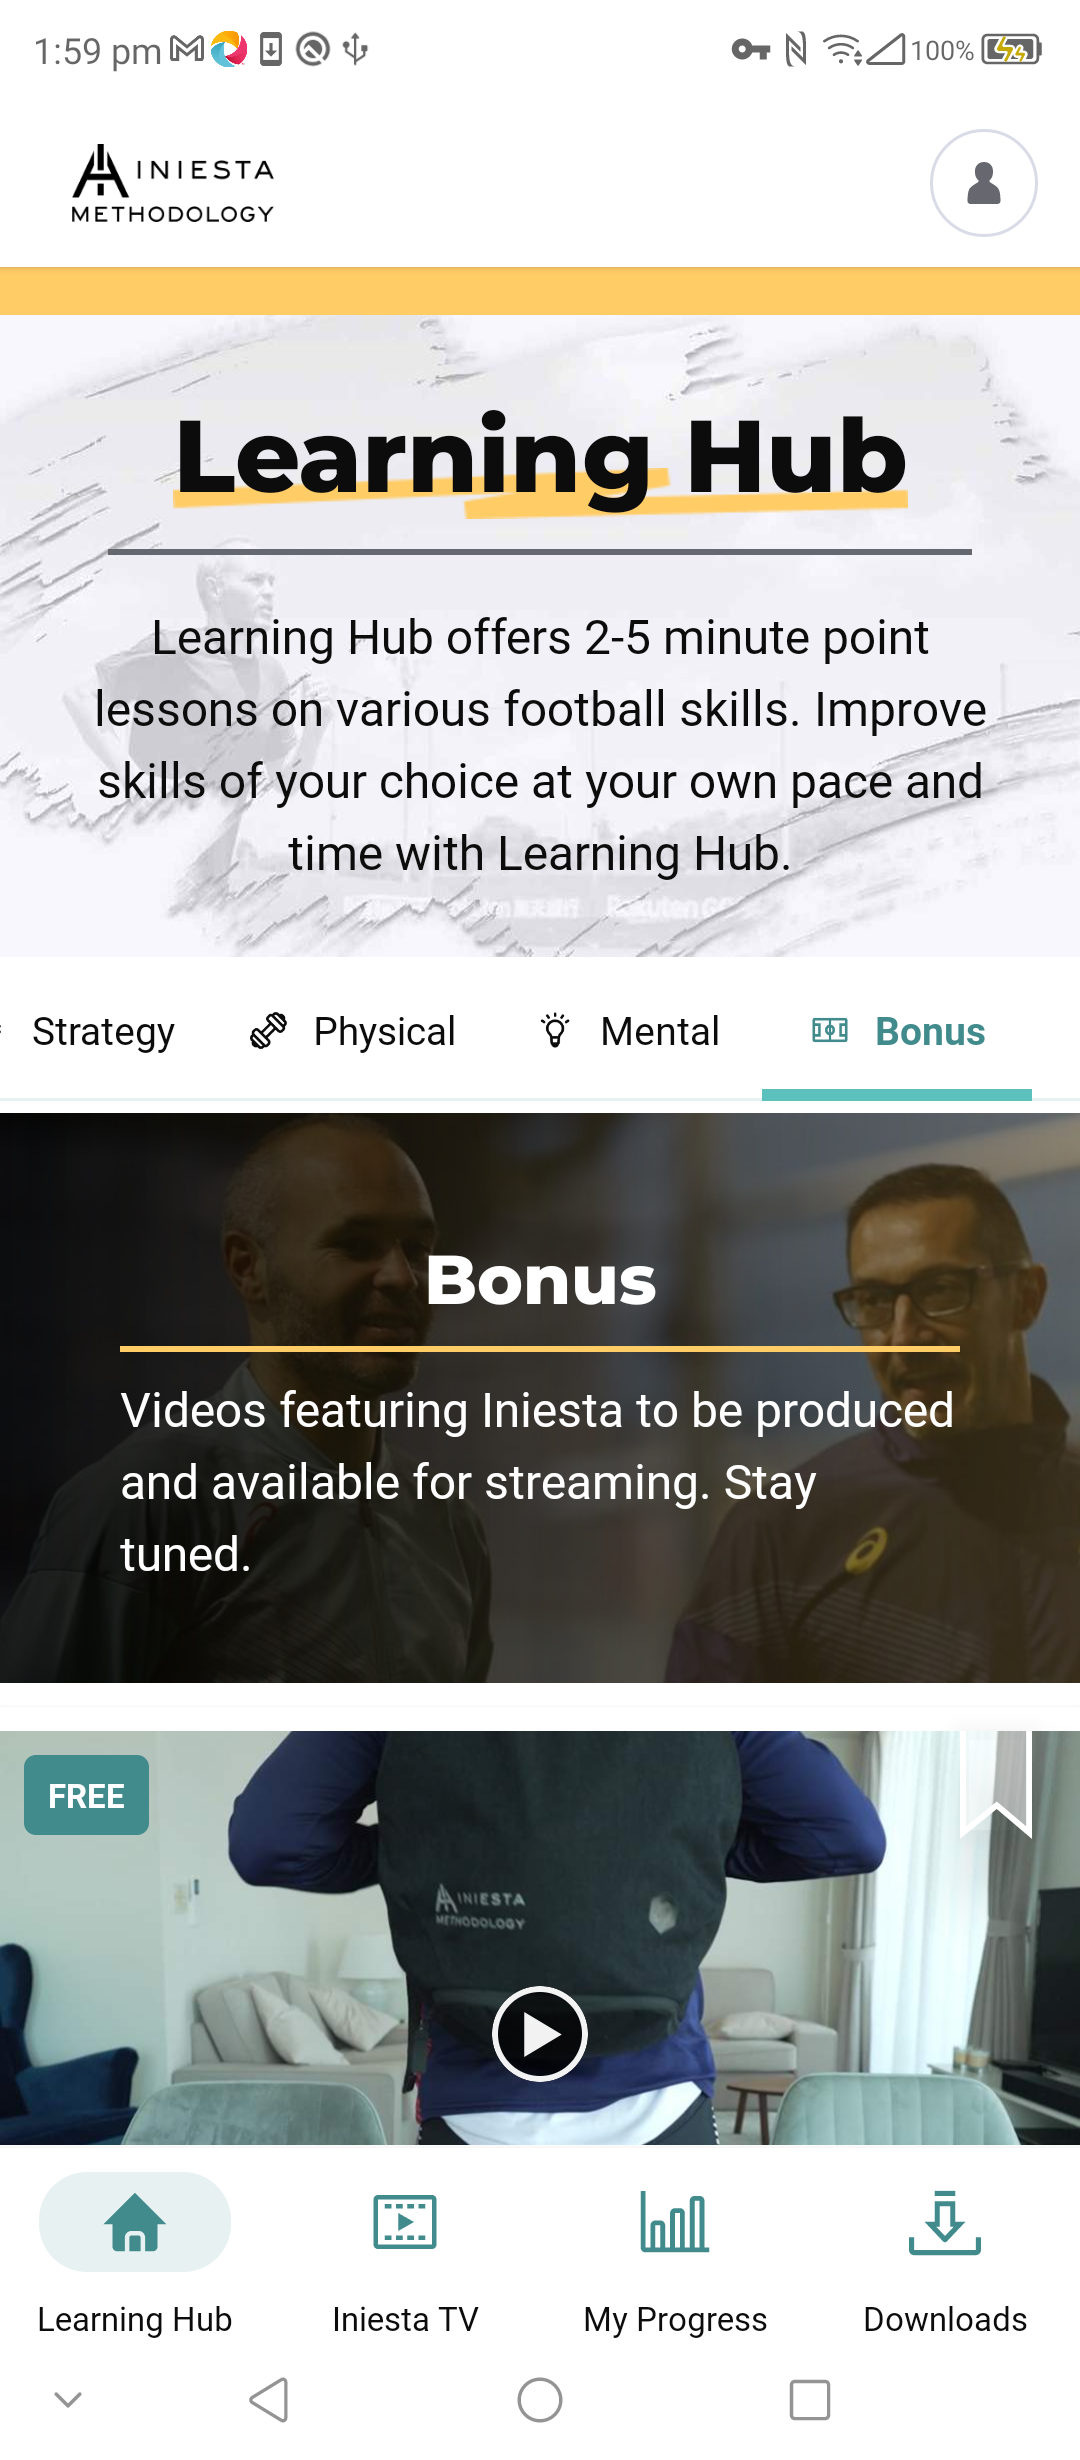 1:59 pm
100%
INIESTA
METHODOLOGY
Learning Hub
Learning Hub offers 2-5 minute point
lessons on various football skills. Improve
skills of your choice at your own pace and
time with Learning Hub.
Strategy
Physical
Mental
Bonus
Bonus
Videos featuring Iniesta to be produced
and available for streaming. Stay
tuned.
FREE
INIESTA
METHODOLOGY
Learning Hub
Iniesta TV
My Progress
Downloads